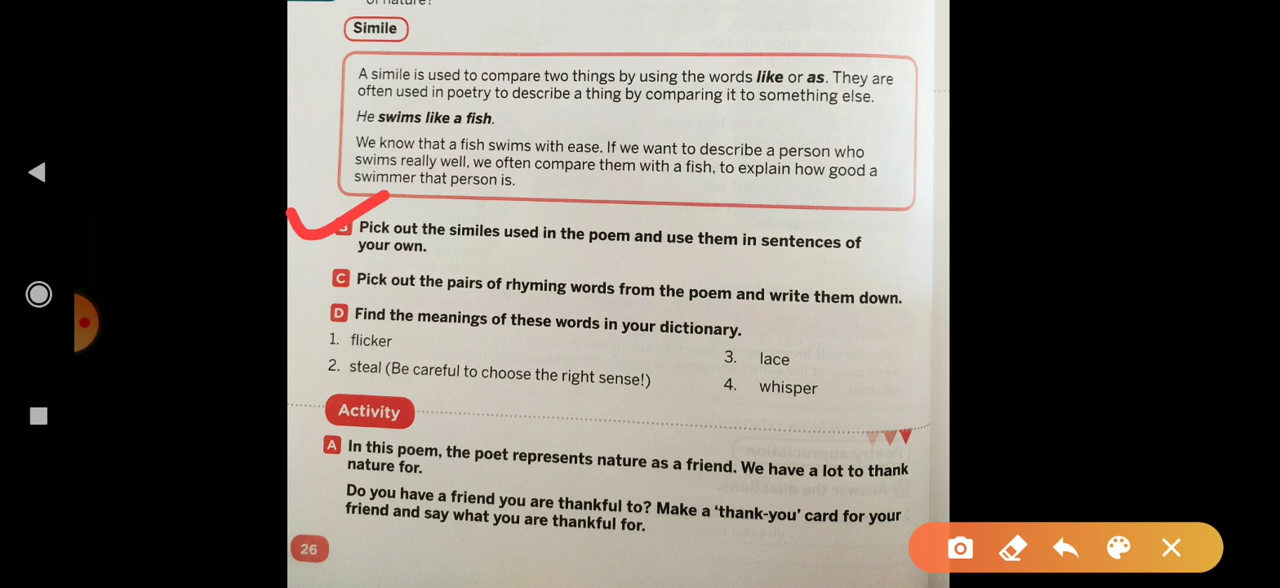 of nature?
Simile
A simile is used to compare two things by using the words like or as. They are
often used in poetry to describe a thing by comparing it to something else.
He swims like a fish.
We know that a fish swims with ease. If we want to describe a person who
swims really well, we often compare them with a fish, to explain how good a
swimmer that person is.
B Pick out the similes used in the poem and use them in sentences of
your own.
C Pick out the pairs of rhyming words from the poem and write them down.
D Find the meanings of these words in your dictionary.
1. flicker
2. steal (Be careful to choose the right sense!)
3. lace
4. whisper
Activity
A In this poem, the poet represents nature as a friend. We have a lot to thank
nature for.
Do you have a friend you are thankful to? Make a ‘thank-you’ card for your
friend and say what you are thankful for.
26